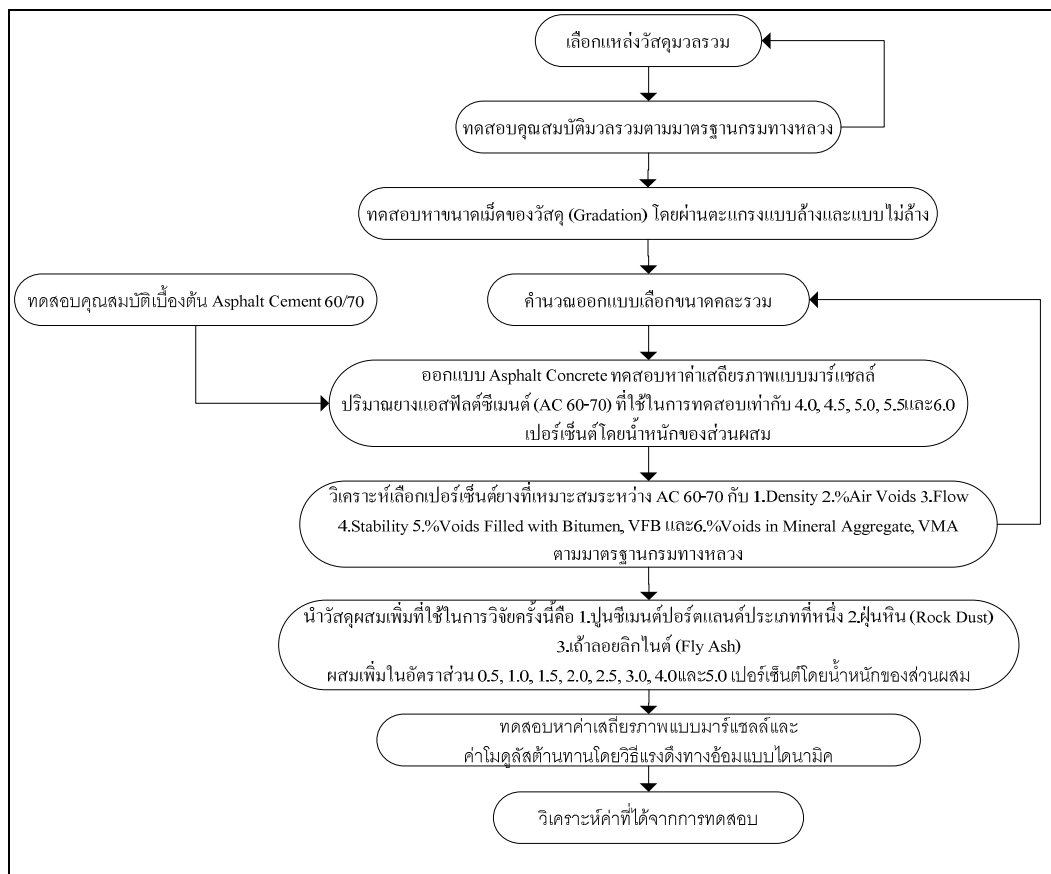 เลือกแหล่งวัสดุมวลรวม
ทดสอบคุณสมบัติมวลรวมตามมาตรฐานกรมทางหลวง
ทดสอบหาขนาดเม็ดของวัสดุ (Gradation) โดยผ่านตะแกรงแบบล้างและแบบไม่ล้าง
ทดสอบคุณสมบัติเบื้องต้น Asphalt Cement 60/70
คำนวณออกแบบเลือกขนาดคละรวม
ออกแบบ Asphalt Concrete ทดสอบหาค่าเสถียรภาพแบบมาร์แชลล์
ปริมาณยางแอสฟัลต์ซีเมนต์ (AC 60-70) ที่ใช้ในการทดสอบเท่ากับ 4.0, 4.5, 5.0, 5.5และ6.0
เปอร์เซ็นต์โดยน้ำหนักของส่วนผสม
วิเคราะห์เลือกเปอร์เซ็นต์ยางที่เหมาะสมระหว่าง AC 60-70 กับ 1.Density 2.%Air Voids 3.Flow
4.Stability 5.%Voids Filled with Bitumen, VFB และ6.%Voids in Mineral Aggregate, VMA
ตามมาตรฐานกรมทางหลวง
นำวัสดุผสมเพิ่มที่ใช้ในการวิจัยครั้งนี้คือ 1.ปูนซีเมนต์ปอร์ตแลนด์ประเภทที่หนึ่ง 2.ฝุ่นหิน (Rock Dust)
3.เถ้าลอยลิกไนต์ (Fly Ash)
ผสมเพิ่มในอัตราส่วน 0.5, 1.0, 1.5, 2.0, 2.5, 3.0, 4.0และ5.0 เปอร์เซ็นต์โดยน้ำหนักของส่วนผสม
ทดสอบหาค่าเสถียรภาพแบบมาร์แชลล์และ
ค่าโมดูลัสต้านทานโดยวิธีแรงดึงทางอ้อมแบบไดนามิค
วิเคราะห์ค่าที่ได้จากการทดสอบ